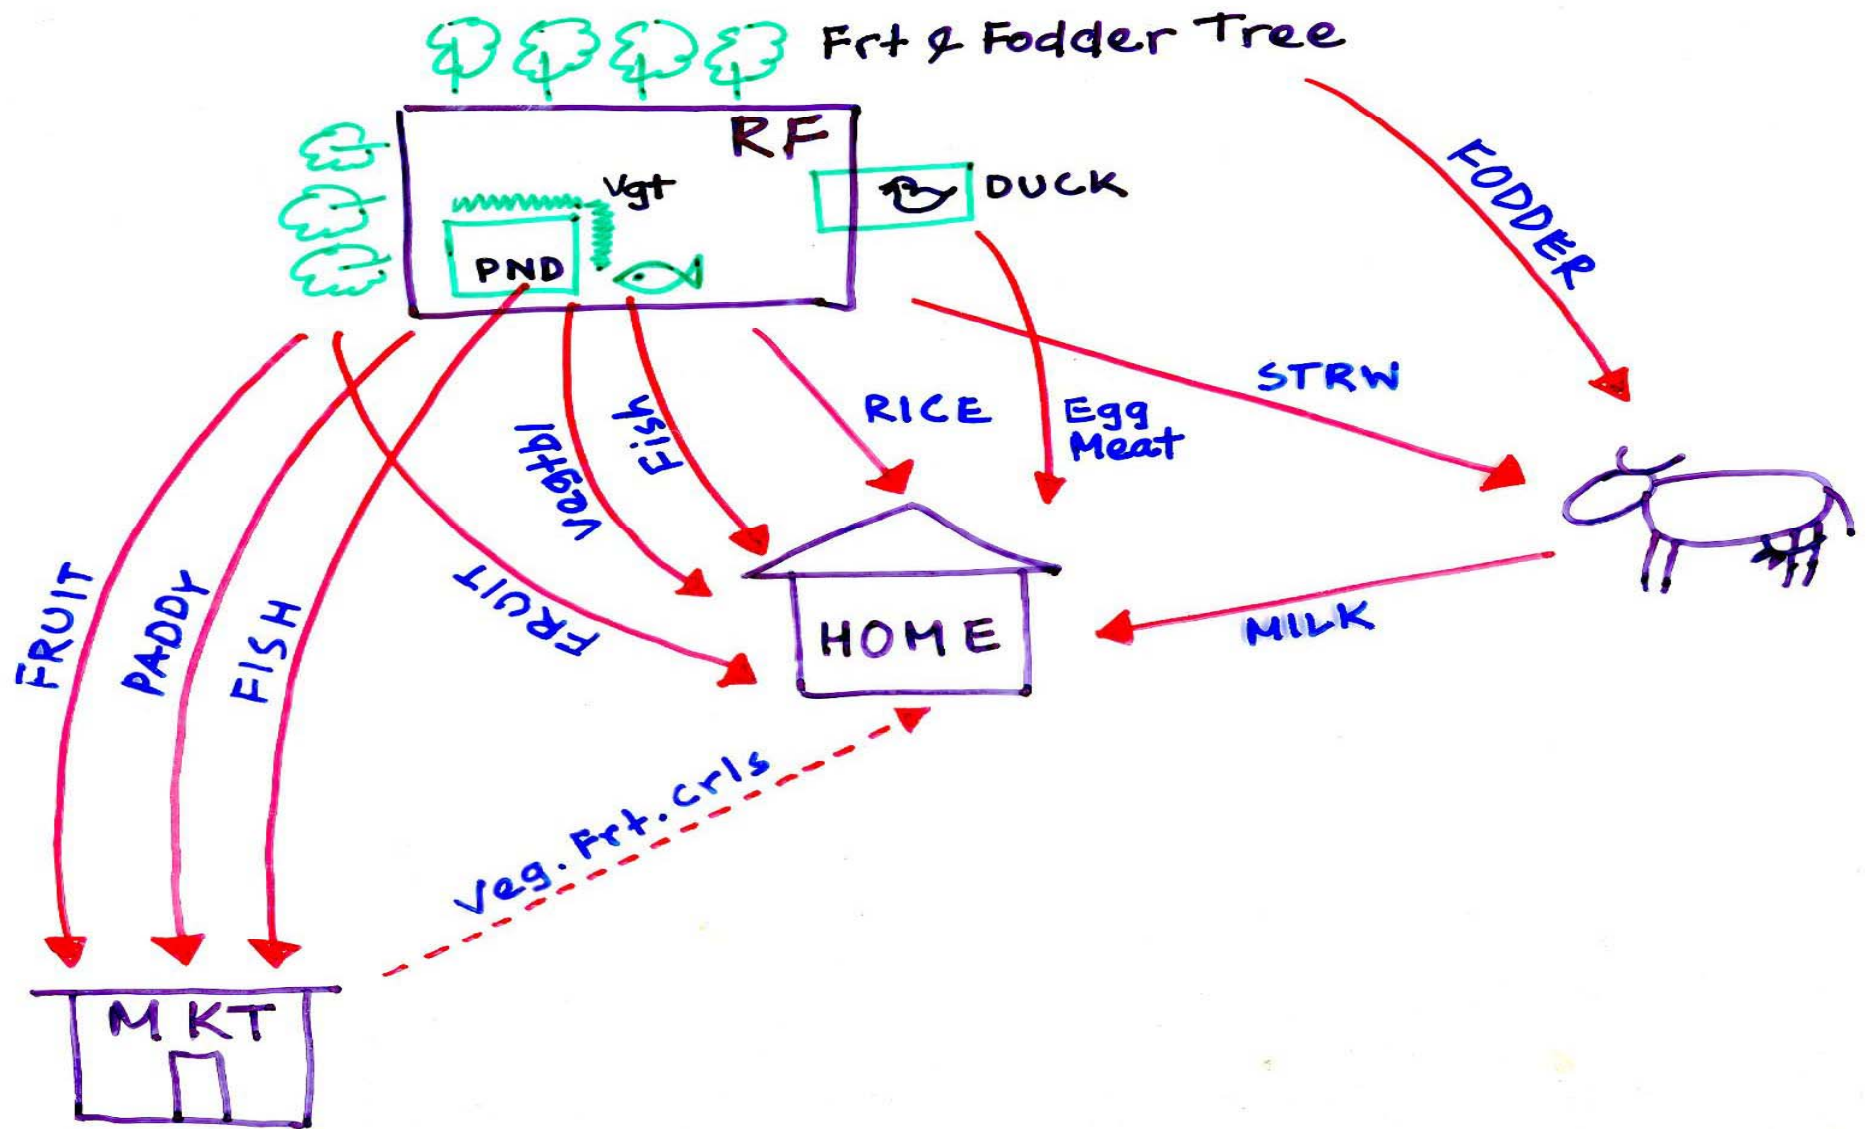 Frt & Fodder Tree
RF
Vgt
DUCK
PND
FODDER
STRW
RICE
Egg
Meat
Fish
Vegtbl
FRUIT
FRUIT
PADDY
FISH
HOME
MILK
Veg. Frt. crls
MKT